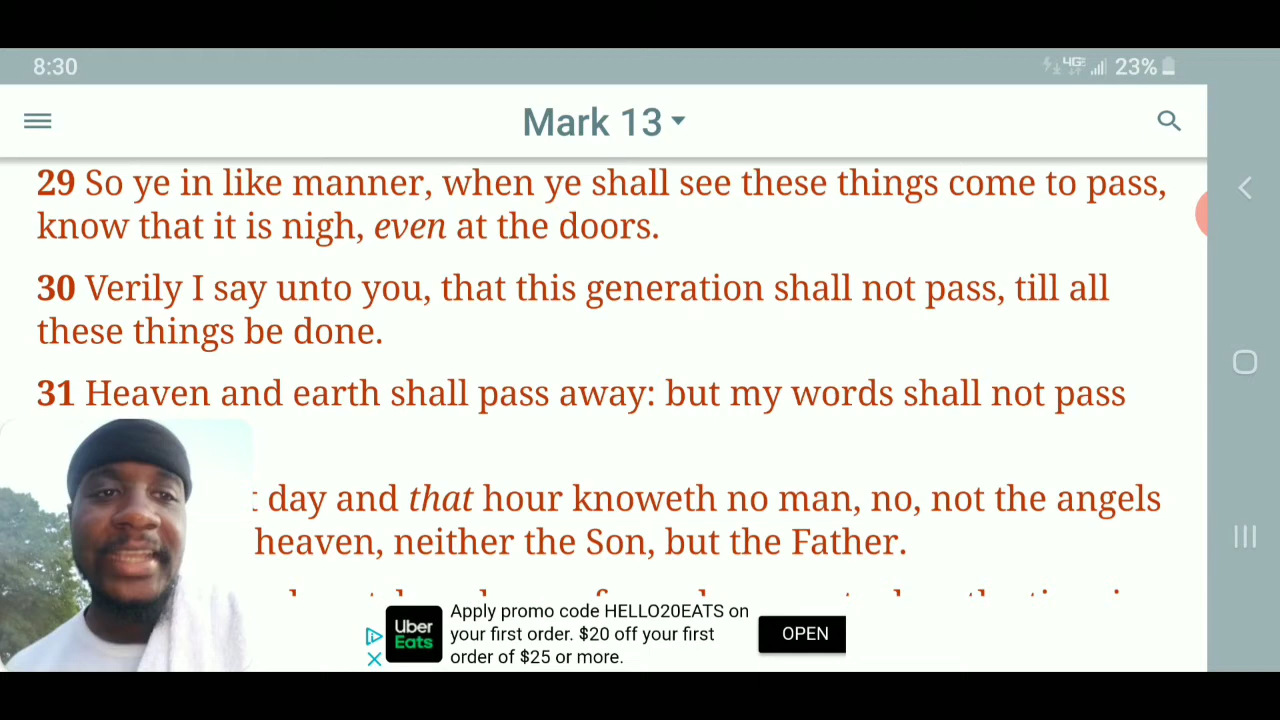 8:30
4GE
23%
Mark 13
29 So ye in like manner, when ye shall see these things come to pass,
know that it is nigh, even at the doors.
30 Verily I say unto you, that this generation shall not pass, till all
these things be done.
31 Heaven and earth shall pass away: but my words shall not pass
day and that hour knoweth no man, no, not the angels
heaven, neither the Son, but the Father.
Uber
Eats
Apply promo code HELLO20EATS on
your first order. $20 off your first
order of $25 or more.
OPEN